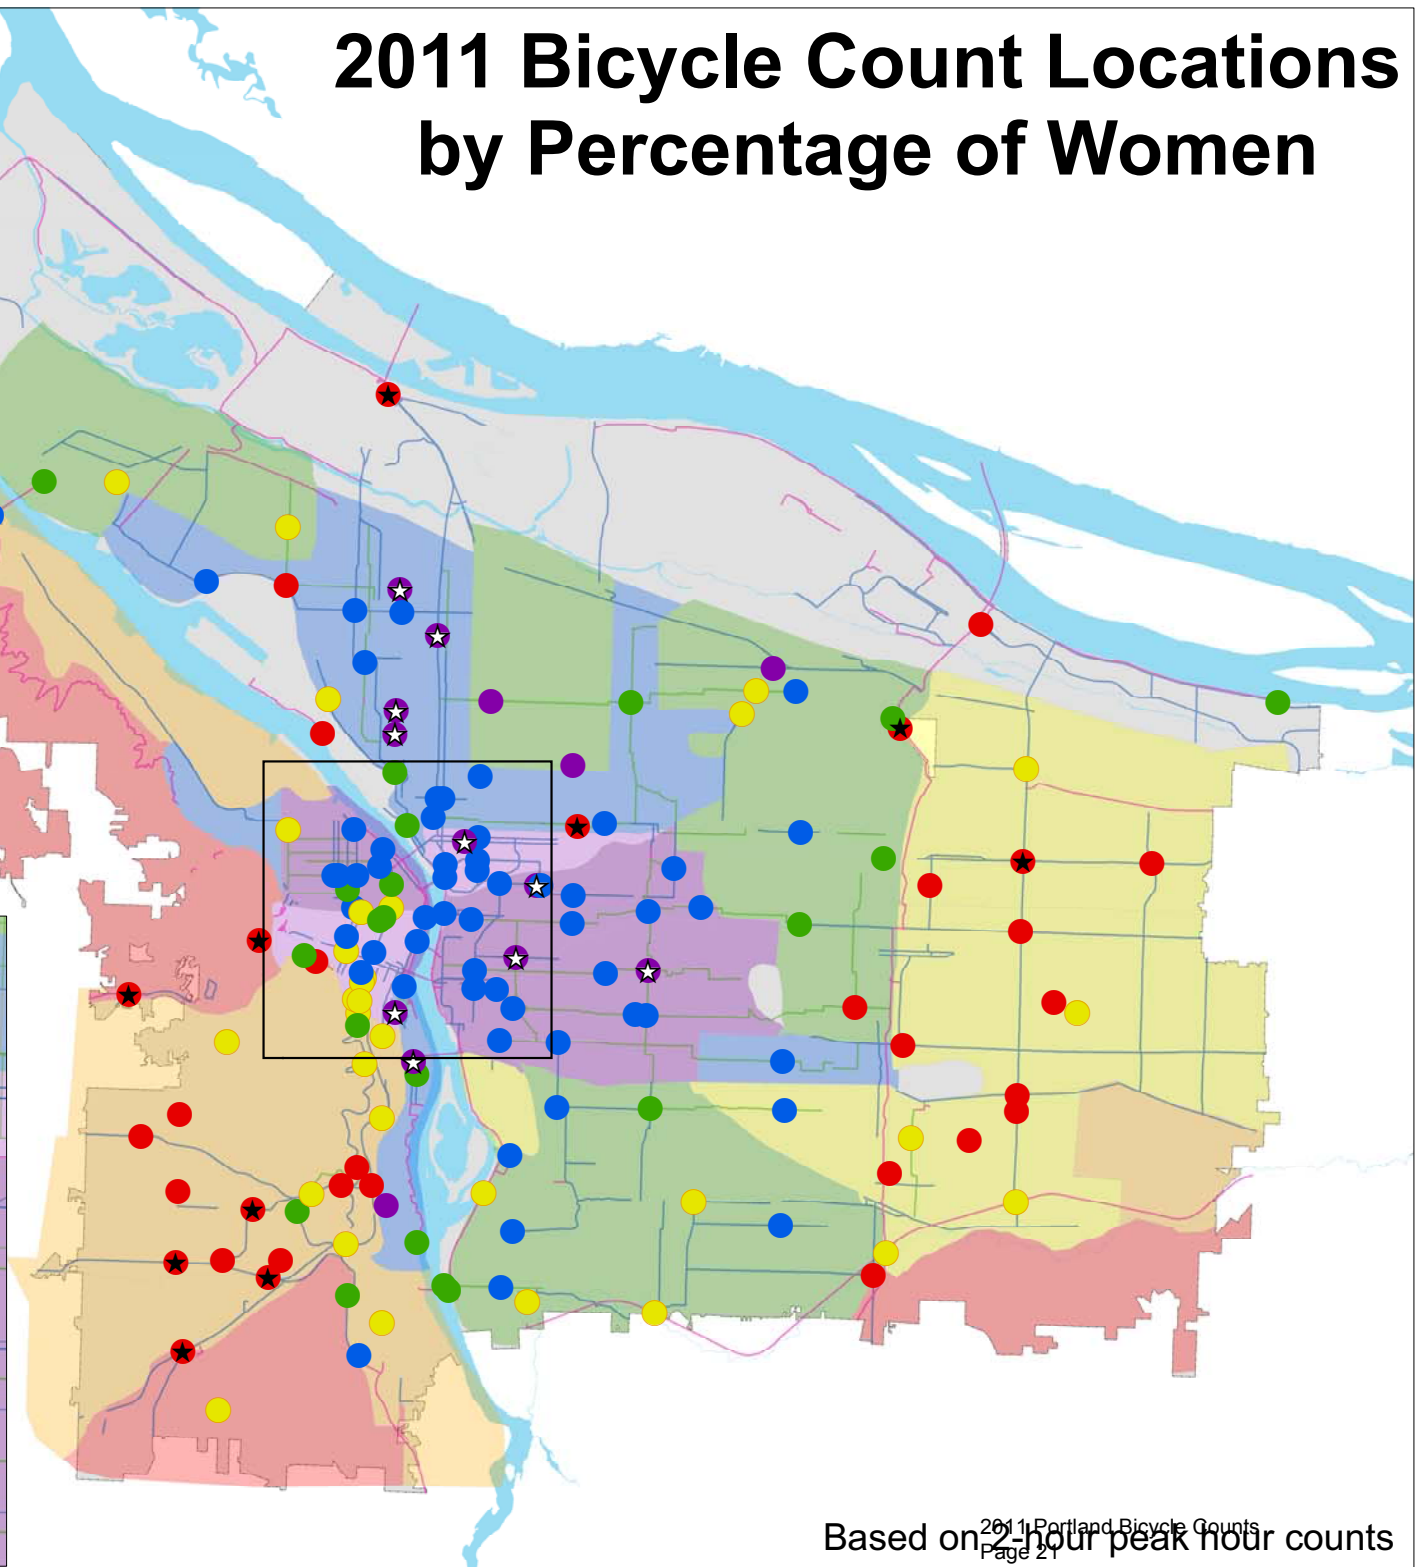 2011 Bicycle Count Locations
by Percentage of Women
Based on 2-hour peak hour counts
2011 Portland Bicycle Counts
Page 21